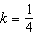 k = 1/4